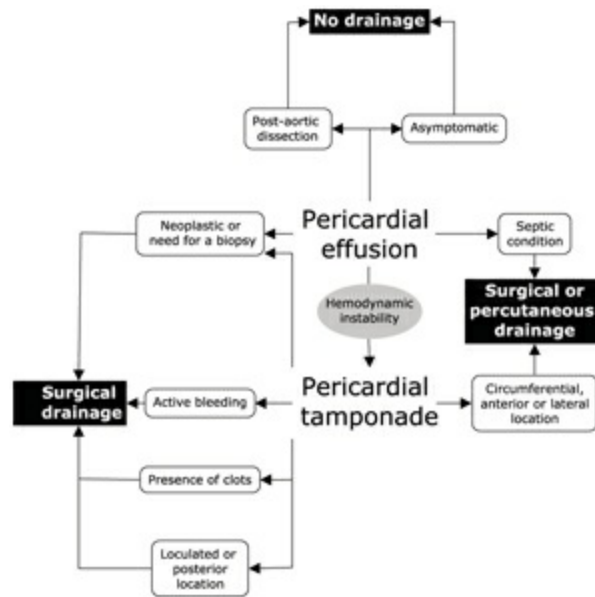 No drainage
Post-aortic
dissection
Asymptomatic
Neoplastic or
need for a biopsy
Pericardial
effusion
Septic
condition
Hemodynamic
instability
Surgical or
percutaneous
drainage
Surgical
drainage
Active bleeding
Pericardial
tamponade
Circumferential,
anterior or lateral
location
Presence of clots
Loculated or
posterior
location